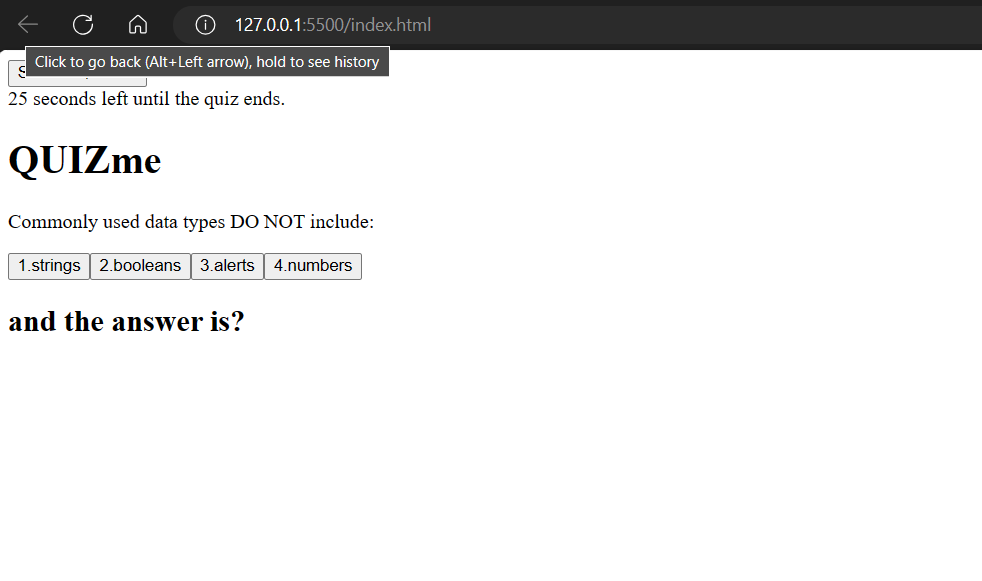 127.0.0.1:5500/index.html
Click to go back (Alt+Left arrow), hold to see history
25 seconds left until the quiz ends.
QUIZme
Commonly used data types DO NOT include:
1.strings 2.booleans 3.alerts 4.numbers
and the answer is?